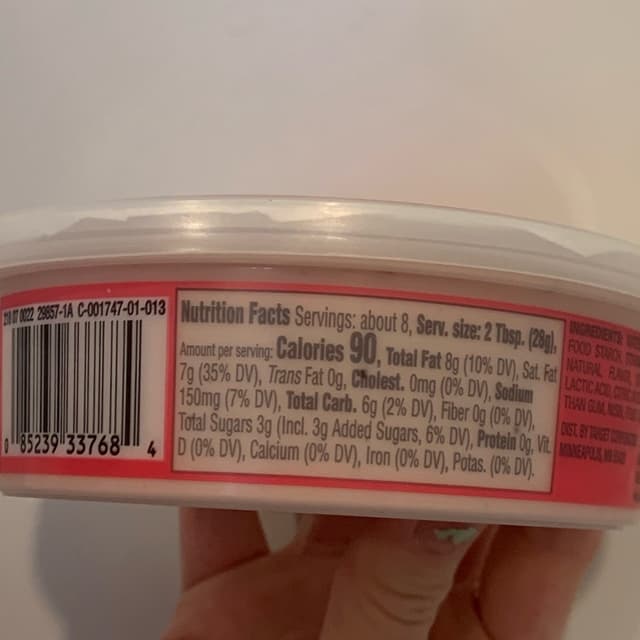 0022 29857-1A C-001747-01-013
0 85239 33768 4
Nutrition Facts Servings: about 8, Serv. size: 2 Tbsp. (28g),
Amount per serving: Calories 90, Total Fat 8g (10% DV), Sat. Fat
7g (35% DV), Trans Fat 0g, Cholest. 0mg (0% DV), Sodium
150mg (7% DV), Total Carb. 6g (2% DV), Fiber 0g (0% DV),
Total Sugars 3g (Incl. 3g Added Sugars, 6% DV), Protein 0g, Vit.
D (0% DV), Calcium (0% DV), Iron (0% DV), Potas. (0% DV).
INGREDIENTS:
FOOD STARCH
NATURAL
LACTIC ACID,
THAN GUM,
DIST. BY TARGET
MINNEAPOLIS, MN